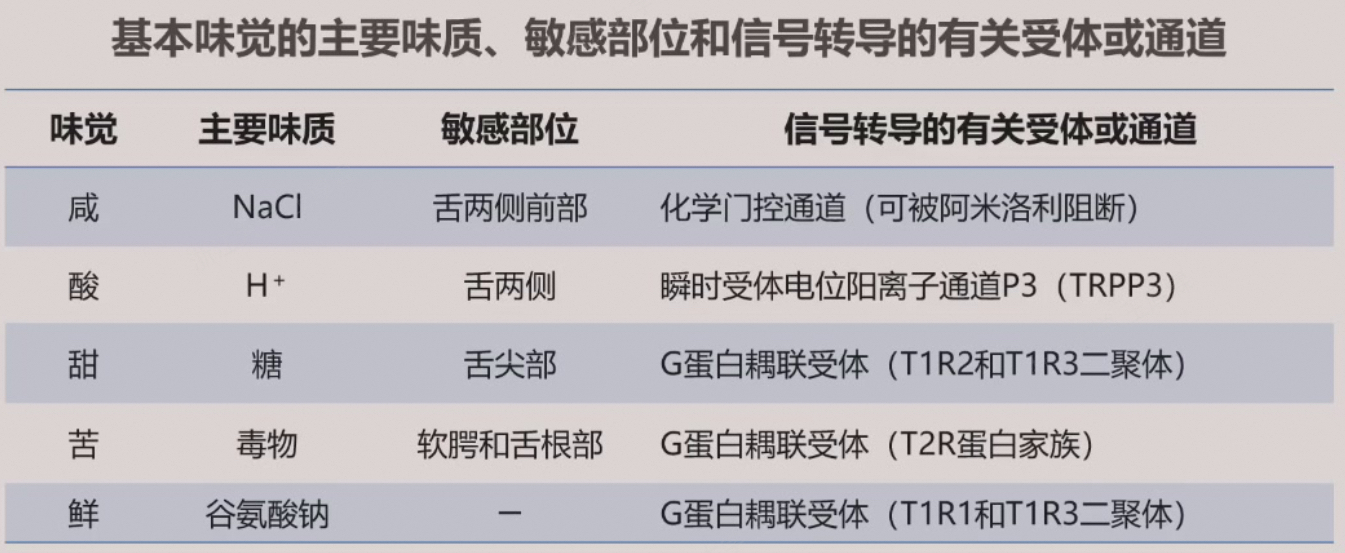 基本味觉的主要味质、敏感部位和信号转导的有关受体或通道
味觉 主要味质 敏感部位 信号转导的有关受体或通道
咸 NaCl 舌两侧前部 化学门控通道（可被阿米洛利阻断）
酸 H⁺ 舌两侧 瞬时受体电位阳离子通道P3（TRPP3）
甜 糖 舌尖部 G蛋白耦联受体（T1R2和T1R3二聚体）
苦 毒物 软腭和舌根部 G蛋白耦联受体（T2R蛋白家族）
鲜 谷氨酸钠 － G蛋白耦联受体（T1R1和T1R3二聚体）